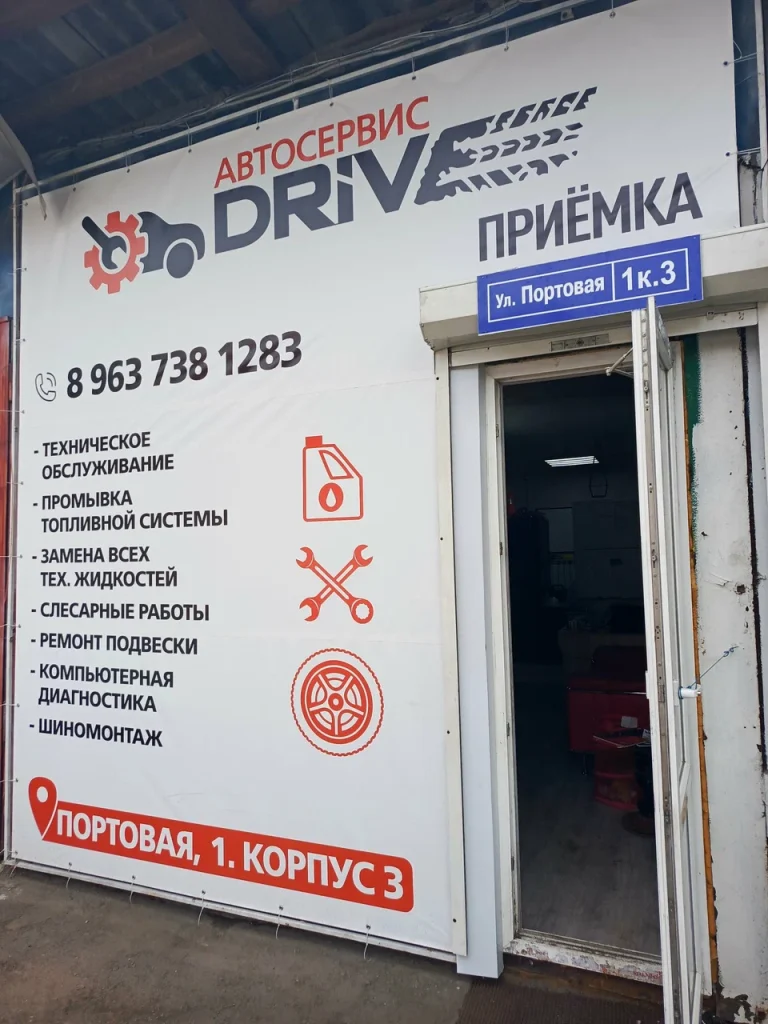 АВТОСЕРВИС
DRIVE
ПРИЁМКА
Ул. Портовая 1к.3
8 963 738 1283
- ТЕХНИЧЕСКОЕ
ОБСЛУЖИВАНИЕ
- ПРОМЫВКА
ТОПЛИВНОЙ СИСТЕМЫ
- ЗАМЕНА ВСЕХ
ТЕХ. ЖИДКОСТЕЙ
- СЛЕСАРНЫЕ РАБОТЫ
- РЕМОНТ ПОДВЕСКИ
- КОМПЬЮТЕРНАЯ
ДИАГНОСТИКА
- ШИНОМОНТАЖ
ПОРТОВАЯ, 1. КОРПУС 3